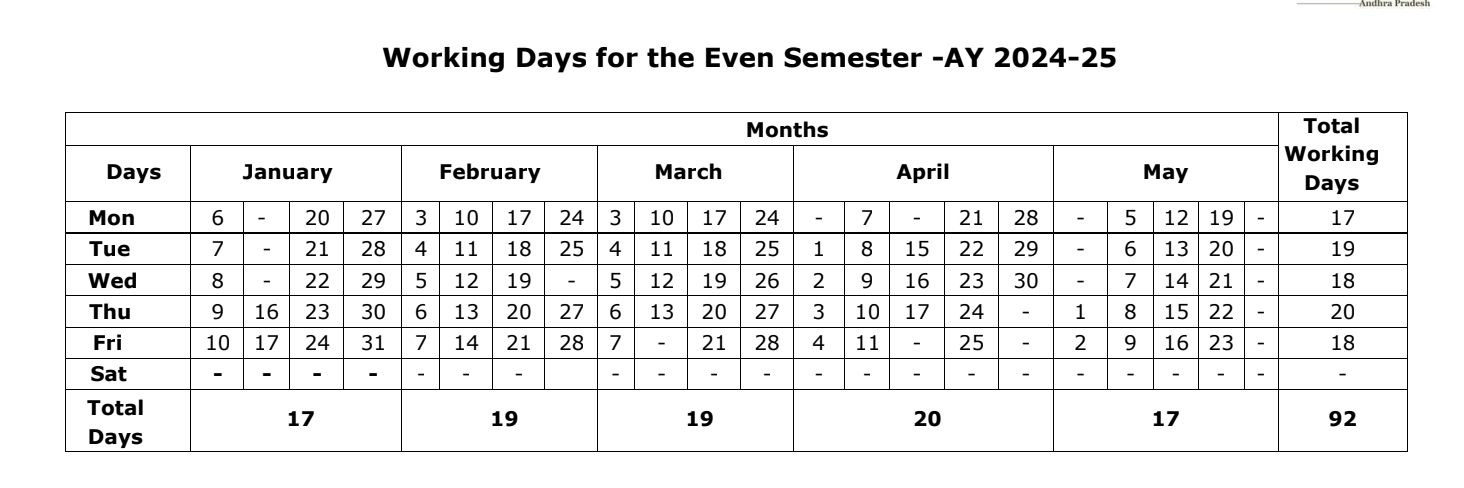 Andhra Pradesh
Working Days for the Even Semester -AY 2024-25
Months Total Working Days
Days January February March April May
Mon 6 - 20 27 3 10 17 24 3 10 17 24 - 7 - 21 28 - 5 12 19 - 17
Tue 7 - 21 28 4 11 18 25 4 11 18 25 1 8 15 22 29 - 6 13 20 - 19
Wed 8 - 22 29 5 12 19 - 5 12 19 26 2 9 16 23 30 - 7 14 21 - 18
Thu 9 16 23 30 6 13 20 27 6 13 20 27 3 10 17 24 - 1 8 15 22 - 20
Fri 10 17 24 31 7 14 21 28 7 - 21 28 4 11 - 25 - 2 9 16 23 - 18
Sat - - - - - - - - - - - - - - - - - - - - - -
Total Days 17 19 19 20 17 92